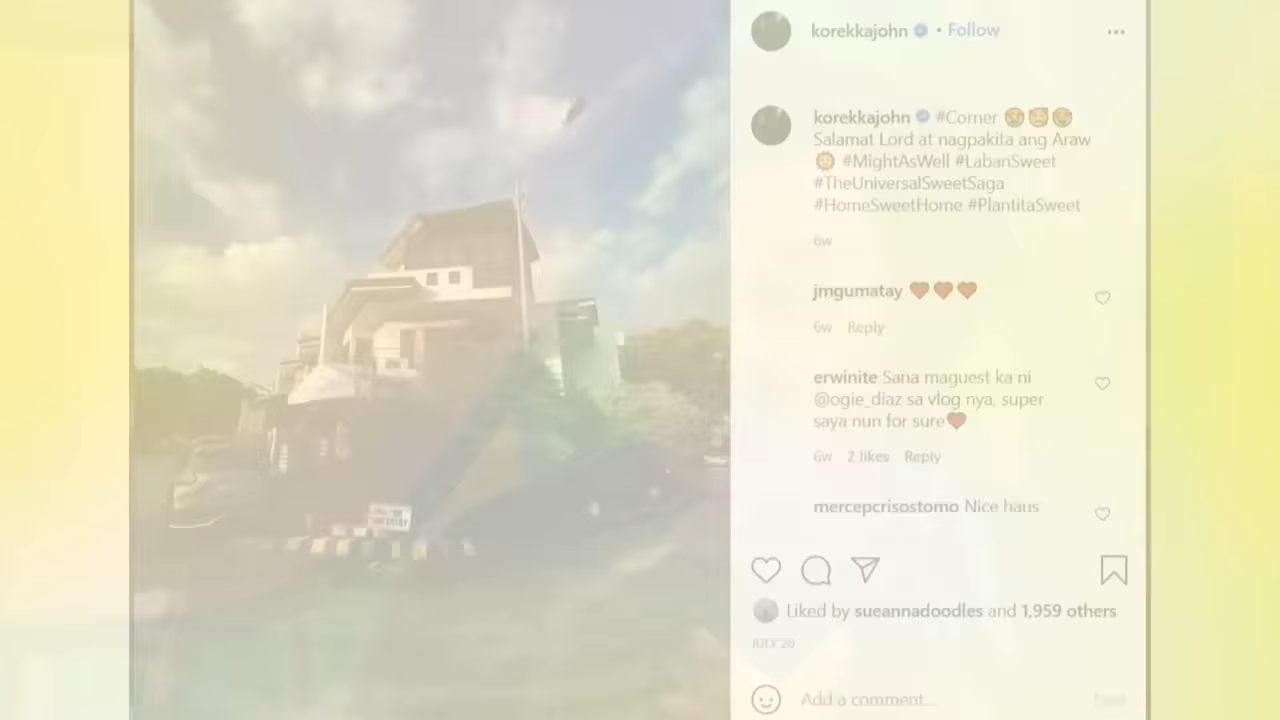 korekkajohn • Follow
korekkajohn #Corner
Salamat Lord at nagpakita ang Araw
#MightAsWell #LabanSweet
#TheUniversalSweetSaga
#HomeSweetHome #PlantitaSweet
6w
jmgumatay
6w Reply
erwinite Sana maguest ka ni
@ogie_diaz sa vlog nya, super
saya nun for sure
6w 2 likes Reply
mercepcrisostomo Nice haus
Liked by sueannadoodles and 1,959 others
Add a comment...
Post